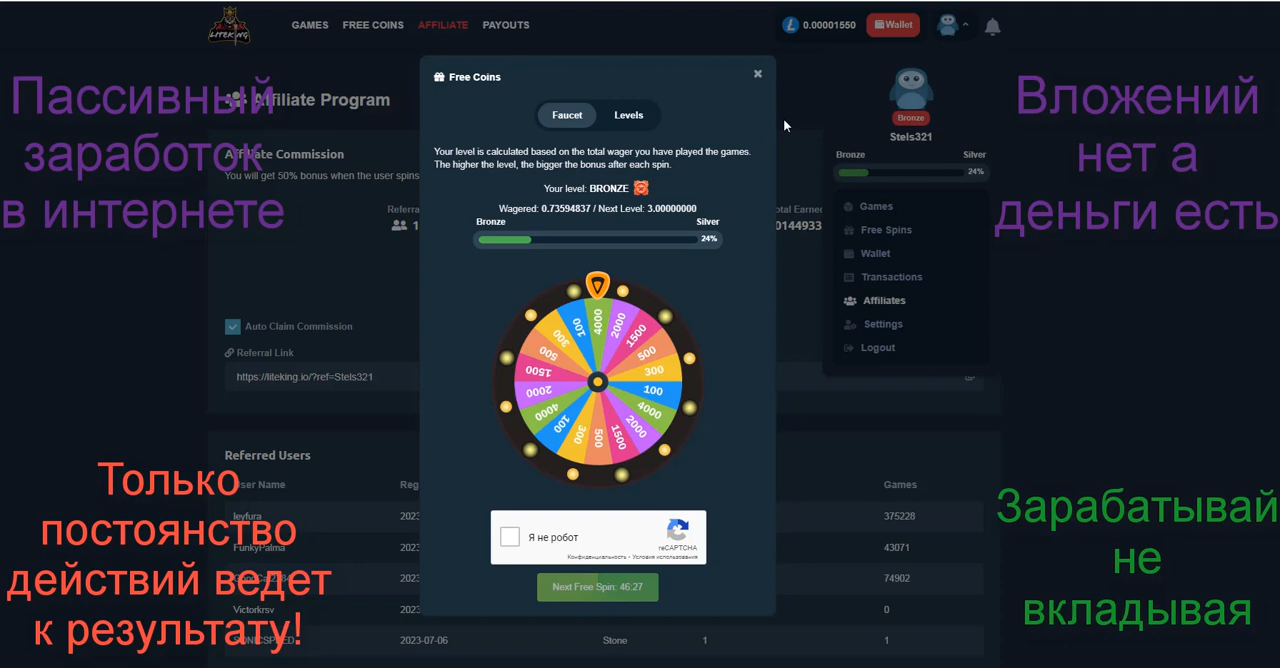 LITEKING
GAMES FREE COINS AFFILIATE PAYOUTS
0.00001550 Wallet
Пассивный
заработок
в интернете
Вложений
нет а
деньги есть
Affiliate Program
Affiliate Commission
You will get 50% bonus when the user spins
Free Coins
Faucet Levels
Your level is calculated based on the total wager you have played the games.
The higher the level, the bigger the bonus after each spin.
Your level: BRONZE
Wagered: 0.73594837 / Next Level: 3.00000000
Bronze Silver
24%
4000
2000
1500
500
300
100
4000
2000
1500
500
300
100
4000
2000
1500
500
300
100
Bronze
Stels321
Bronze Silver
24%
Games
Free Spins
Wallet
Transactions
Affiliates
Settings
Logout
0144933
Auto Claim Commission
Referral Link
https://liteking.io/?ref=Stels321
Referred Users
User Name Games
leyfura 2023 375228
FunkyPalma 2023 43071
2023 74902
Victorkrsv 2023 0
2023-07-06 Stone 1 1
Я не робот
reCAPTCHA
Конфиденциальность - Условия использования
Next Free Spin: 46:27
Только
постоянство
действий ведет
к результату!
Зарабатывай
не
вкладывая